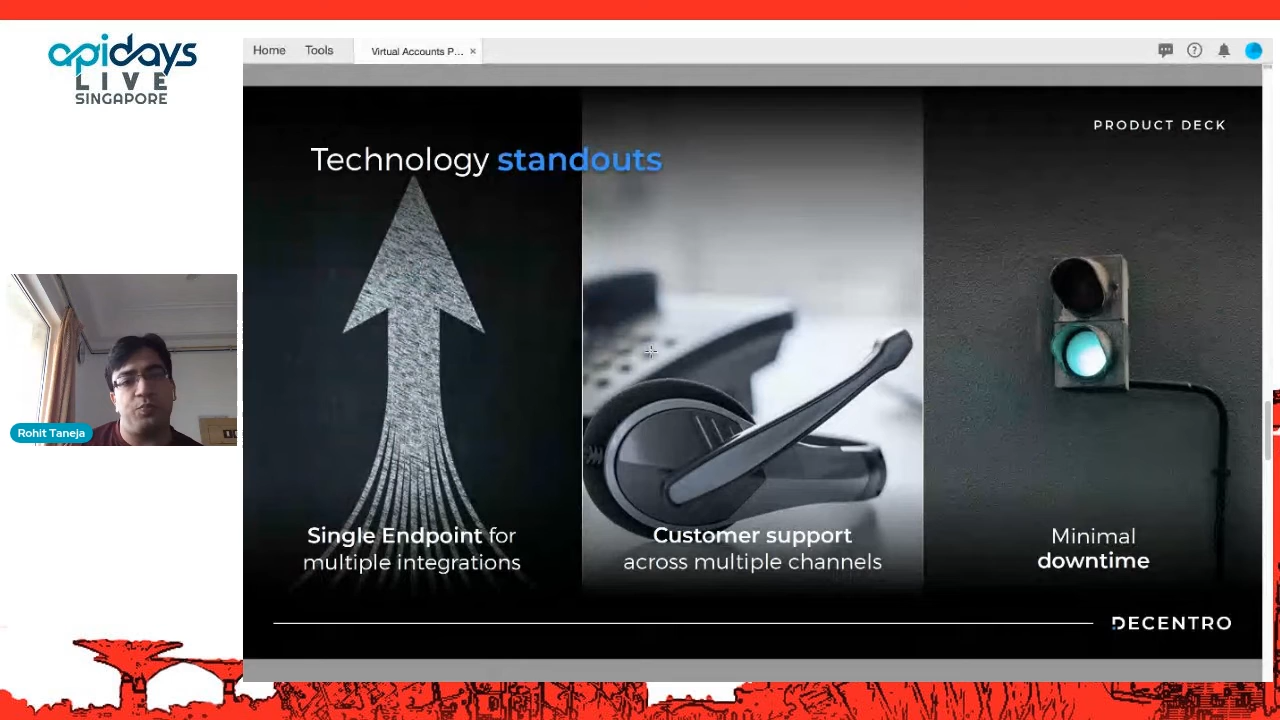 apidays
LIVE
SINGAPORE
Home Tools Virtual Accounts P... ×
PRODUCT DECK
Technology standouts
Rohit Taneja
Single Endpoint for
multiple integrations
Customer support
across multiple channels
Minimal
downtime
DECENTRO